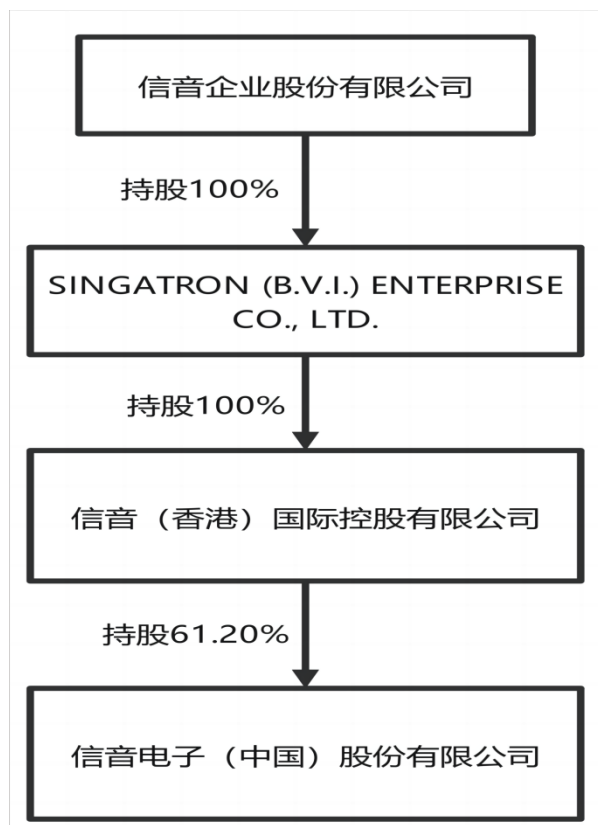 信音企业股份有限公司
持股100%
SINGATRON (B.V.I.) ENTERPRISE
CO., LTD.
持股100%
信音（香港）国际控股有限公司
持股61.20%
信音电子（中国）股份有限公司